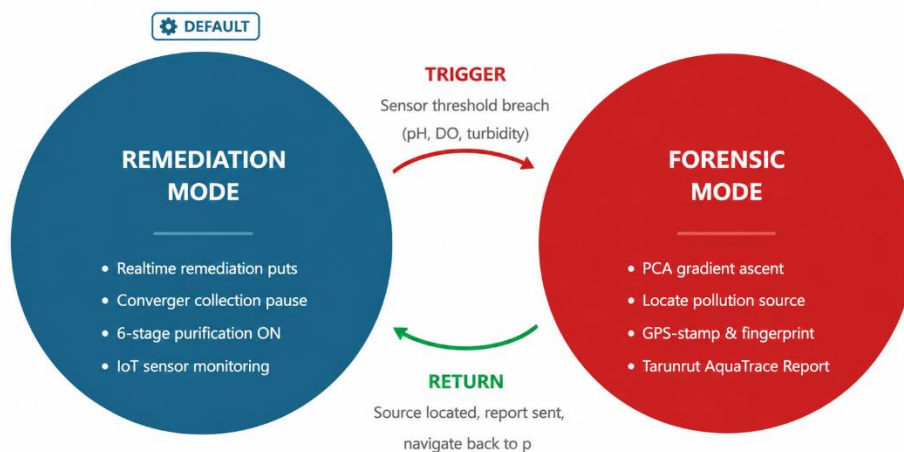 DEFAULT
REMEDIATION
MODE
• Realtime remediation puts
• Converger collection pause
• 6-stage purification ON
• IoT sensor monitoring
TRIGGER
Sensor threshold breach
(pH, DO, turbidity)
RETURN
Source located, report sent,
navigate back to p
FORENSIC
MODE
• PCA gradient ascent
• Locate pollution source
• GPS-stamp & fingerprint
• Tarunrut AquaTrace Report